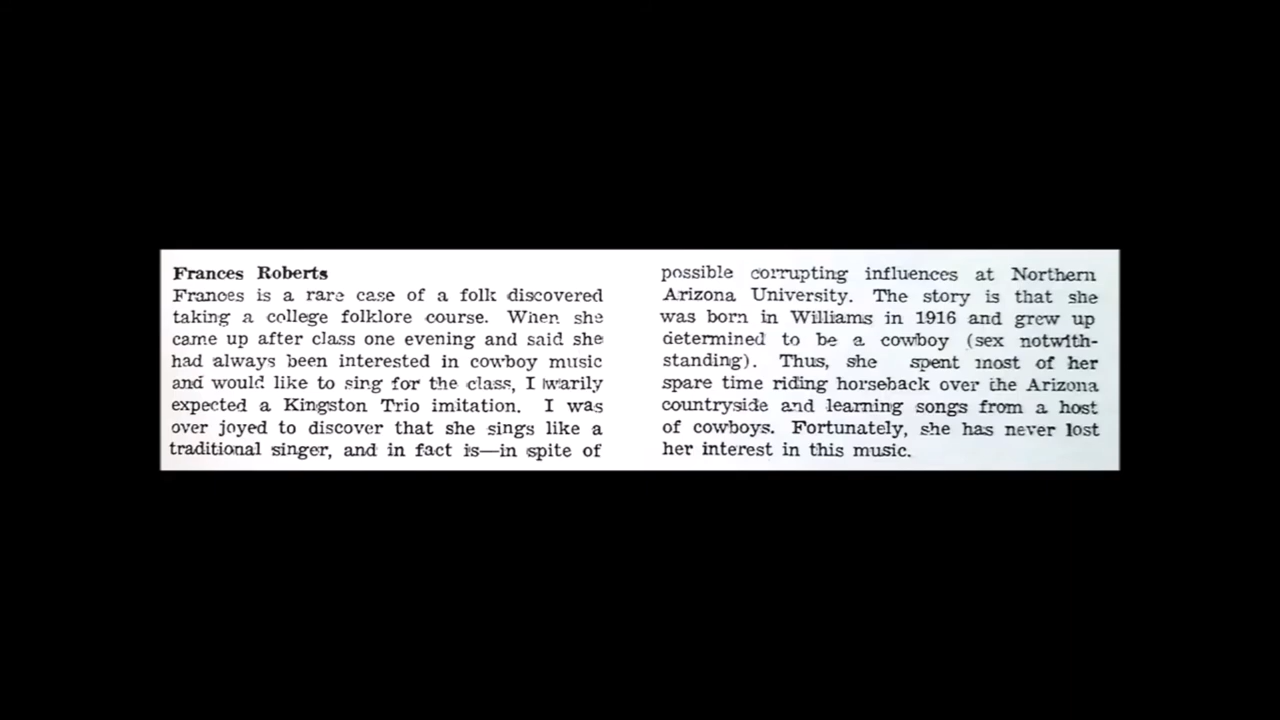 Frances Roberts
Frances is a rare case of a folk discovered
taking a college folklore course. When she
came up after class one evening and said she
had always been interested in cowboy music
and would like to sing for the class, I warily
expected a Kingston Trio imitation. I was
over joyed to discover that she sings like a
traditional singer, and in fact is—in spite of
possible corrupting influences at Northern
Arizona University. The story is that she
was born in Williams in 1916 and grew up
determined to be a cowboy (sex notwith-
standing). Thus, she spent most of her
spare time riding horseback over the Arizona
countryside and learning songs from a host
of cowboys. Fortunately, she has never lost
her interest in this music.